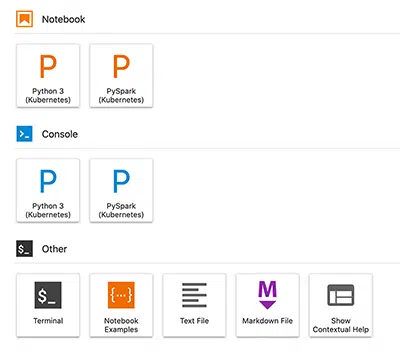 Notebook
P
P
Python 3
(Kubernetes)
PySpark
(Kubernetes)
>_
Console
P
P
Python 3
(Kubernetes)
PySpark
(Kubernetes)
$_
Other
$_
{...}
M
Terminal
Notebook
Examples
Text File
Markdown File
Show
Contextual Help